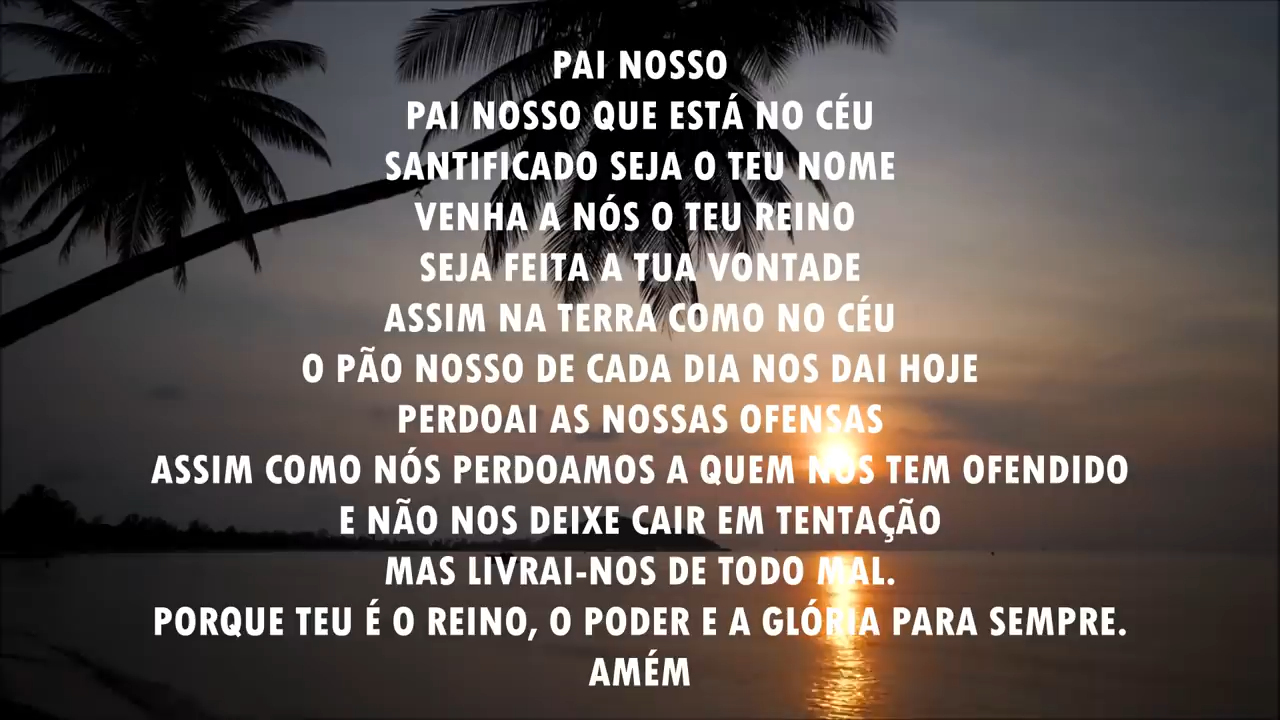 PAI NOSSO
PAI NOSSO QUE ESTÁ NO CÉU
SANTIFICADO SEJA O TEU NOME
VENHA A NÓS O TEU REINO
SEJA FEITA A TUA VONTADE
ASSIM NA TERRA COMO NO CÉU
O PÃO NOSSO DE CADA DIA NOS DAI HOJE
PERDOAI AS NOSSAS OFENSAS
ASSIM COMO NÓS PERDOAMOS A QUEM NOS TEM OFENDIDO
E NÃO NOS DEIXE CAIR EM TENTAÇÃO
MAS LIVRAI-NOS DE TODO MAL.
PORQUE TEU É O REINO, O PODER E A GLÓRIA PARA SEMPRE.
AMÉM